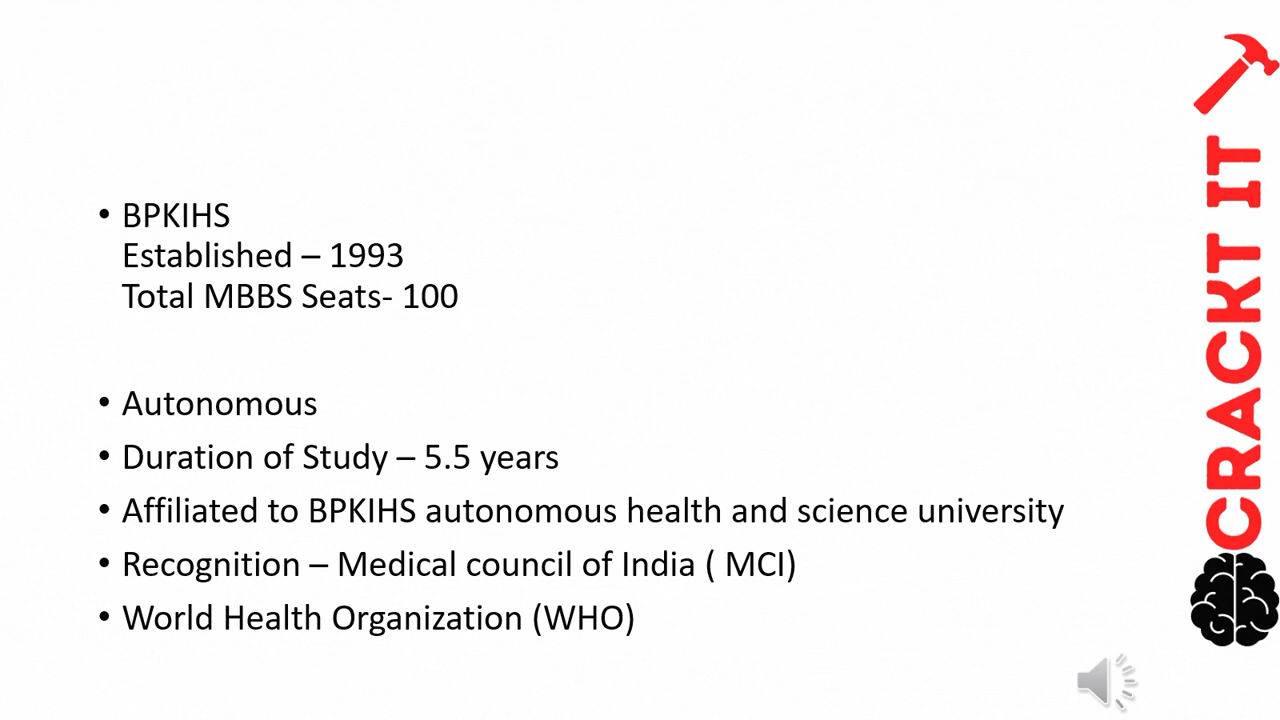 • BPKIHS
Established – 1993
Total MBBS Seats- 100
• Autonomous
• Duration of Study – 5.5 years
• Affiliated to BPKIHS autonomous health and science university
• Recognition – Medical council of India ( MCI)
• World Health Organization (WHO)
CRACKT IT